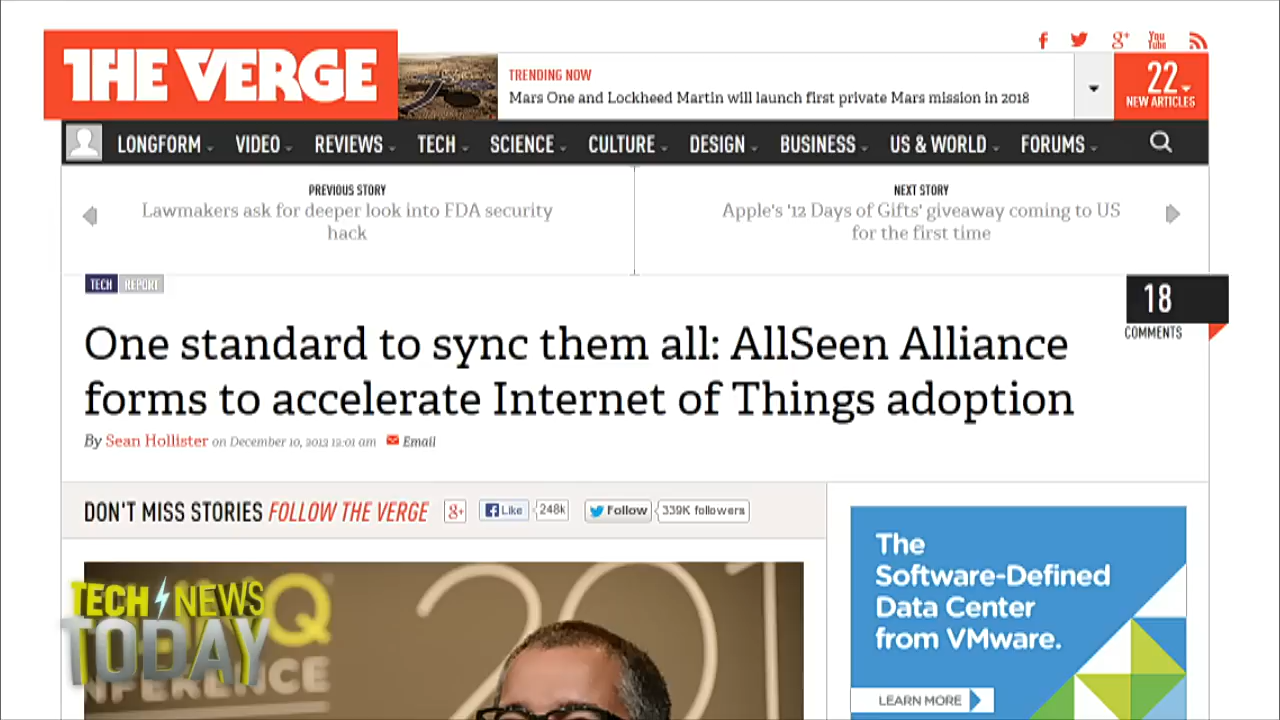 THE VERGE
TRENDING NOW
Mars One and Lockheed Martin will launch first private Mars mission in 2018
22
NEW ARTICLES
You
Tube
g+
LONGFORM VIDEO REVIEWS TECH SCIENCE CULTURE DESIGN BUSINESS US & WORLD FORUMS
PREVIOUS STORY
Lawmakers ask for deeper look into FDA security
hack
NEXT STORY
Apple's '12 Days of Gifts' giveaway coming to US
for the first time
TECH REPORT
18
COMMENTS
One standard to sync them all: AllSeen Alliance
forms to accelerate Internet of Things adoption
By Sean Hollister on December 10, 2013 12:01 am Email
DON'T MISS STORIES FOLLOW THE VERGE g+ Like 248k Follow 339K followers
The
Software-Defined
Data Center
from VMware.
LEARN MORE
TECH NEWS
TODAY
Q
201